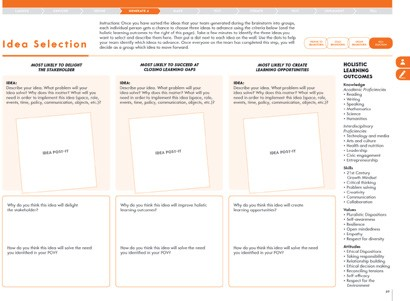 Idea Selection
Instructions: Once you have sorted the ideas that your team generated during the brainstorm into groups,
each individual person gets a chance to choose three ideas to advance using the criteria below (and the
holistic learning outcomes to the right of this page). Take a few minutes to identify the three ideas you
want to select and describe them here. Then put a dot next to each idea on the wall. Use the dots to help
your team identify which ideas to advance. Once everyone on the team has completed this step, you will
decide as a group which idea to move forward.
MOST LIKELY TO DELIGHT
THE STAKEHOLDER
MOST LIKELY TO SUCCEED AT
CLOSING LEARNING GAPS
MOST LIKELY TO CREATE
LEARNING OPPORTUNITIES
IDEA:
Describe your idea. What problem will your
idea solve? Why does this matter? What will you
need in order to implement this idea (space, role,
events, time, policy, communication, objects, etc.)?
IDEA POST-IT
Why do you think this idea will delight
the stakeholder?
How do you think this idea will solve the need
you identified in your POV?
IDEA:
Describe your idea. What problem will your
idea solve? Why does this matter? What will you
need in order to implement this idea (space, role,
events, time, policy, communication, objects, etc.)?
IDEA POST-IT
Why do you think this idea will improve holistic
learning outcomes?
How do you think this idea will solve the need
you identified in your POV?
IDEA:
Describe your idea. What problem will your
idea solve? Why does this matter? What will you
need in order to implement this idea (space, role,
events, time, policy, communication, objects, etc.)?
IDEA POST-IT
Why do you think this idea will create
learning opportunities?
How do you think this idea will solve the need
you identified in your POV?
HOLISTIC
LEARNING
OUTCOMES
Knowledge
Academic Proficiencies
• Reading
• Writing
• Speaking
• Mathematics
• Science
• Humanities
Interdisciplinary
Proficiencies
• Technology and media
• Arts and culture
• Health and nutrition
• Leadership
• Civic engagement
• Entrepreneurship
Skills
• 21st Century
Growth Mindset
• Critical thinking
• Problem solving
• Creativity
• Communication
• Collaboration
Values
• Pluralistic Dispositions
• Self-awareness
• Resilience
• Open-mindedness
• Empathy
• Respect for diversity
Attitudes
• Ethical Dispositions
• Taking responsibility
• Relationship building
• Ethical decision-making
• Reconciling tensions
• Self-efficacy
• Respect for the
Environment